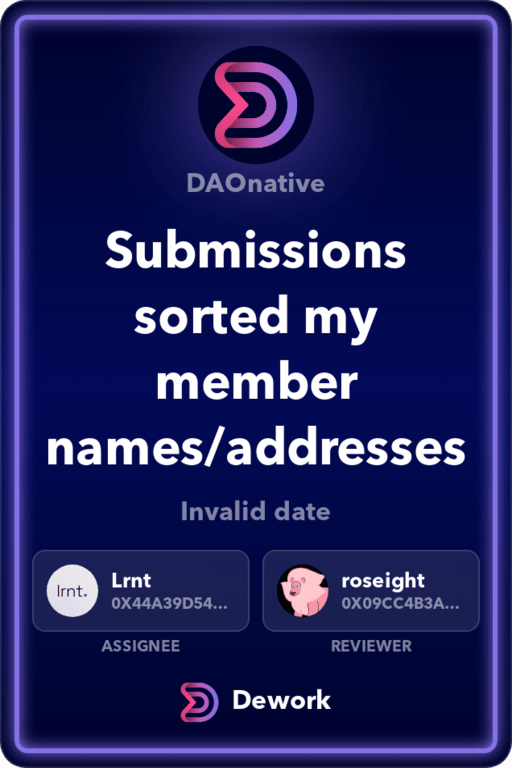 DAOnative
Submissions
sorted my
member
names/addresses
Invalid date
lrnt.
Lrnt
0X44A39D54...
ASSIGNEE
roseight
0X09CC4B3A...
REVIEWER
Dework